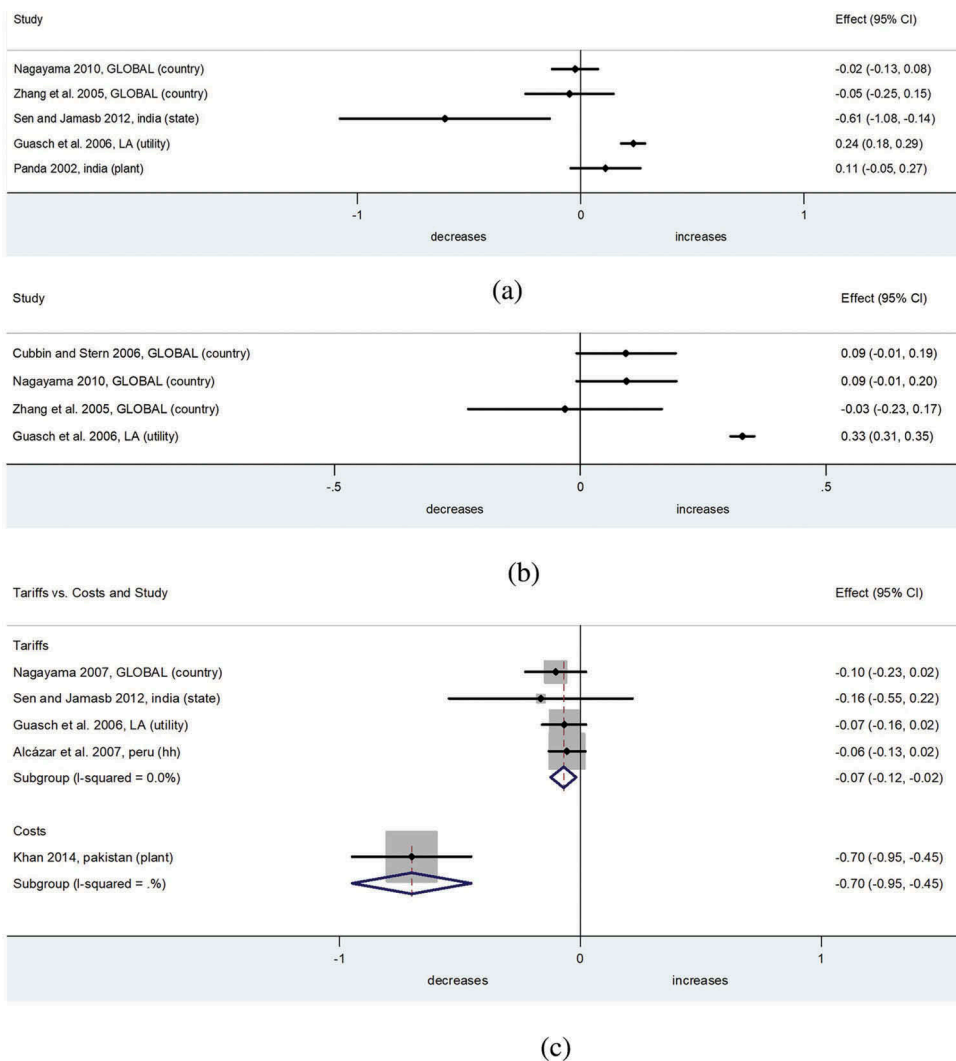 Study Effect (95% CI)
Nagayama 2010, GLOBAL (country) -0.02 (-0.13, 0.08)
Zhang et al. 2005, GLOBAL (country) -0.05 (-0.25, 0.15)
Sen and Jamasb 2012, india (state) -0.61 (-1.08, -0.14)
Guasch et al. 2006, LA (utility) 0.24 (0.18, 0.29)
Panda 2002, india (plant) 0.11 (-0.05, 0.27)
-1 0 1
decreases increases
(a)
Study Effect (95% CI)
Cubbin and Stern 2006, GLOBAL (country) 0.09 (-0.01, 0.19)
Nagayama 2010, GLOBAL (country) 0.09 (-0.01, 0.20)
Zhang et al. 2005, GLOBAL (country) -0.03 (-0.23, 0.17)
Guasch et al. 2006, LA (utility) 0.33 (0.31, 0.35)
-.5 0 .5
decreases increases
(b)
Tariffs vs. Costs and Study Effect (95% CI)
Tariffs
Nagayama 2007, GLOBAL (country) -0.10 (-0.23, 0.02)
Sen and Jamasb 2012, india (state) -0.16 (-0.55, 0.22)
Guasch et al. 2006, LA (utility) -0.07 (-0.16, 0.02)
Alcázar et al. 2007, peru (hh) -0.06 (-0.13, 0.02)
Subgroup (I-squared = 0.0%) -0.07 (-0.12, -0.02)
Costs
Khan 2014, pakistan (plant) -0.70 (-0.95, -0.45)
Subgroup (I-squared = .%) -0.70 (-0.95, -0.45)
-1 0 1
decreases increases
(c)